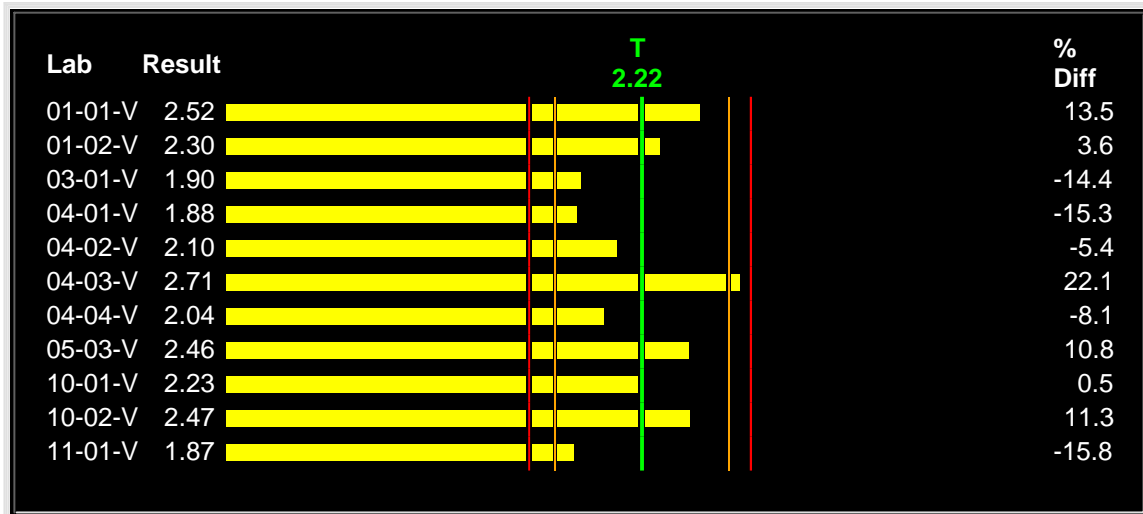 Lab Result T 2.22 % Diff
01-01-V 2.52 13.5
01-02-V 2.30 3.6
03-01-V 1.90 -14.4
04-01-V 1.88 -15.3
04-02-V 2.10 -5.4
04-03-V 2.71 22.1
04-04-V 2.04 -8.1
05-03-V 2.46 10.8
10-01-V 2.23 0.5
10-02-V 2.47 11.3
11-01-V 1.87 -15.8